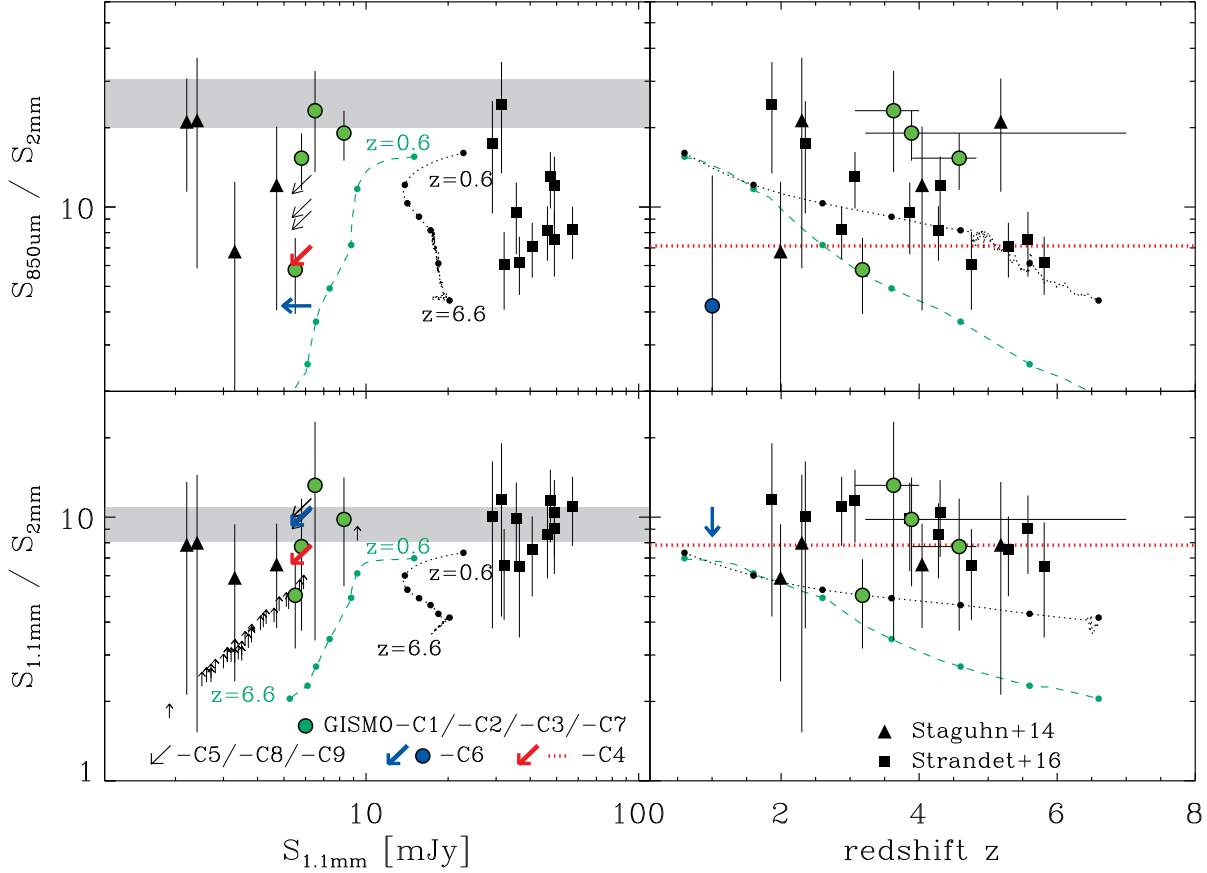 S850um / S2mm
10
z=0.6
z=0.6
z=6.6
S1.1mm / S2mm
10
1
z=0.6
z=0.6
z=6.6
z=6.6
GISMO-C1/-C2/-C3/-C7
-C5/-C8/-C9
-C6
-C4
Staguhn+14
Strandet+16
10
100
2
4
6
8
S1.1mm [mJy]
redshift z